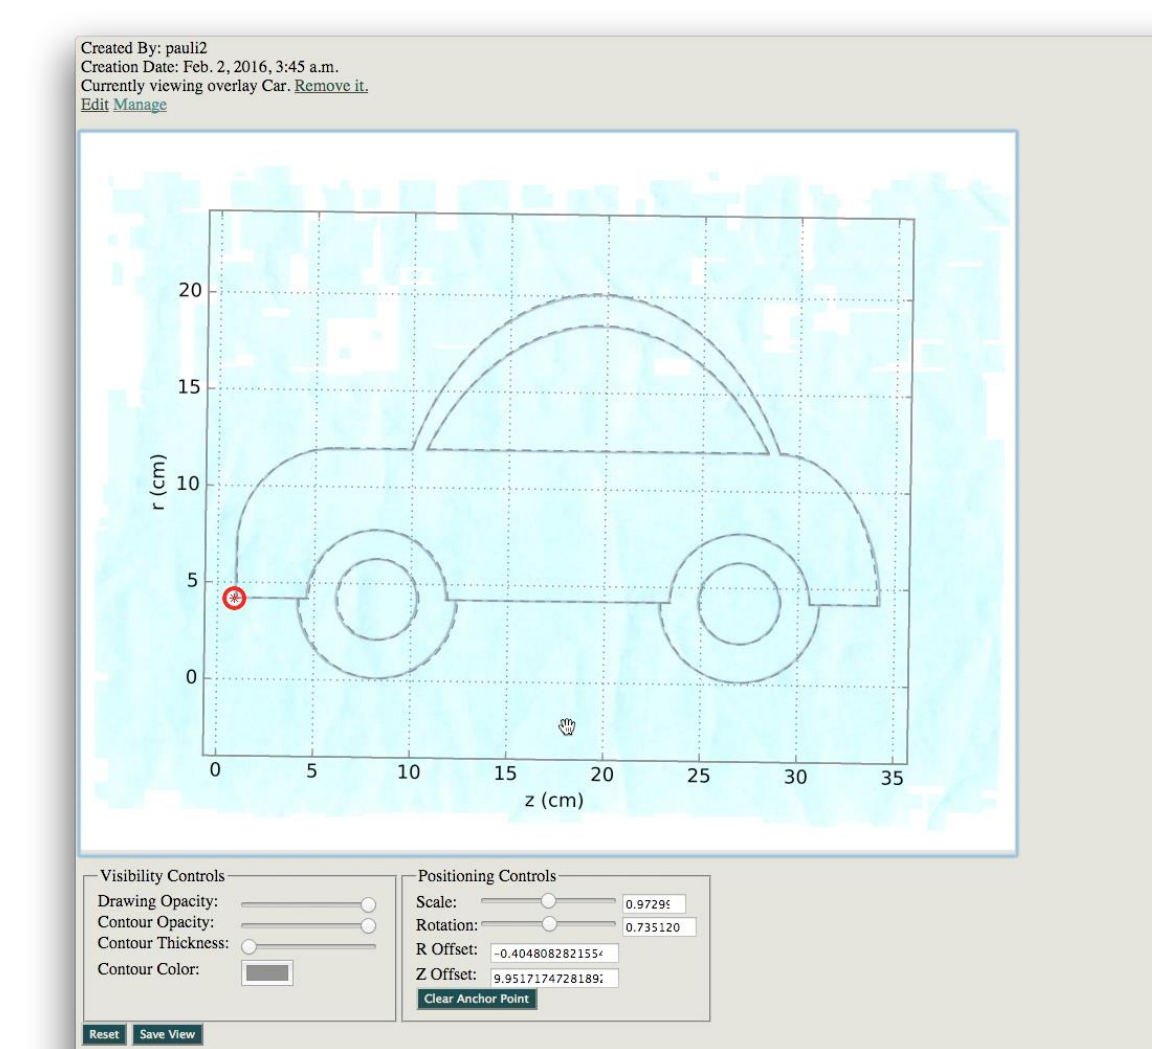 Created By: pauli2
Creation Date: Feb. 2, 2016, 3:45 a.m.
Currently viewing overlay Car. Remove it.
Edit Manage
20
15
10
5
0
r (cm)
0 5 10 15 20 25 30 35
z (cm)
Visibility Controls
Drawing Opacity:
Contour Opacity:
Contour Thickness:
Contour Color:
Positioning Controls
Scale: 0.9729
Rotation: 0.735120
R Offset: -0.404808282155
Z Offset: 9.95171747281892
Clear Anchor Point
Reset Save View